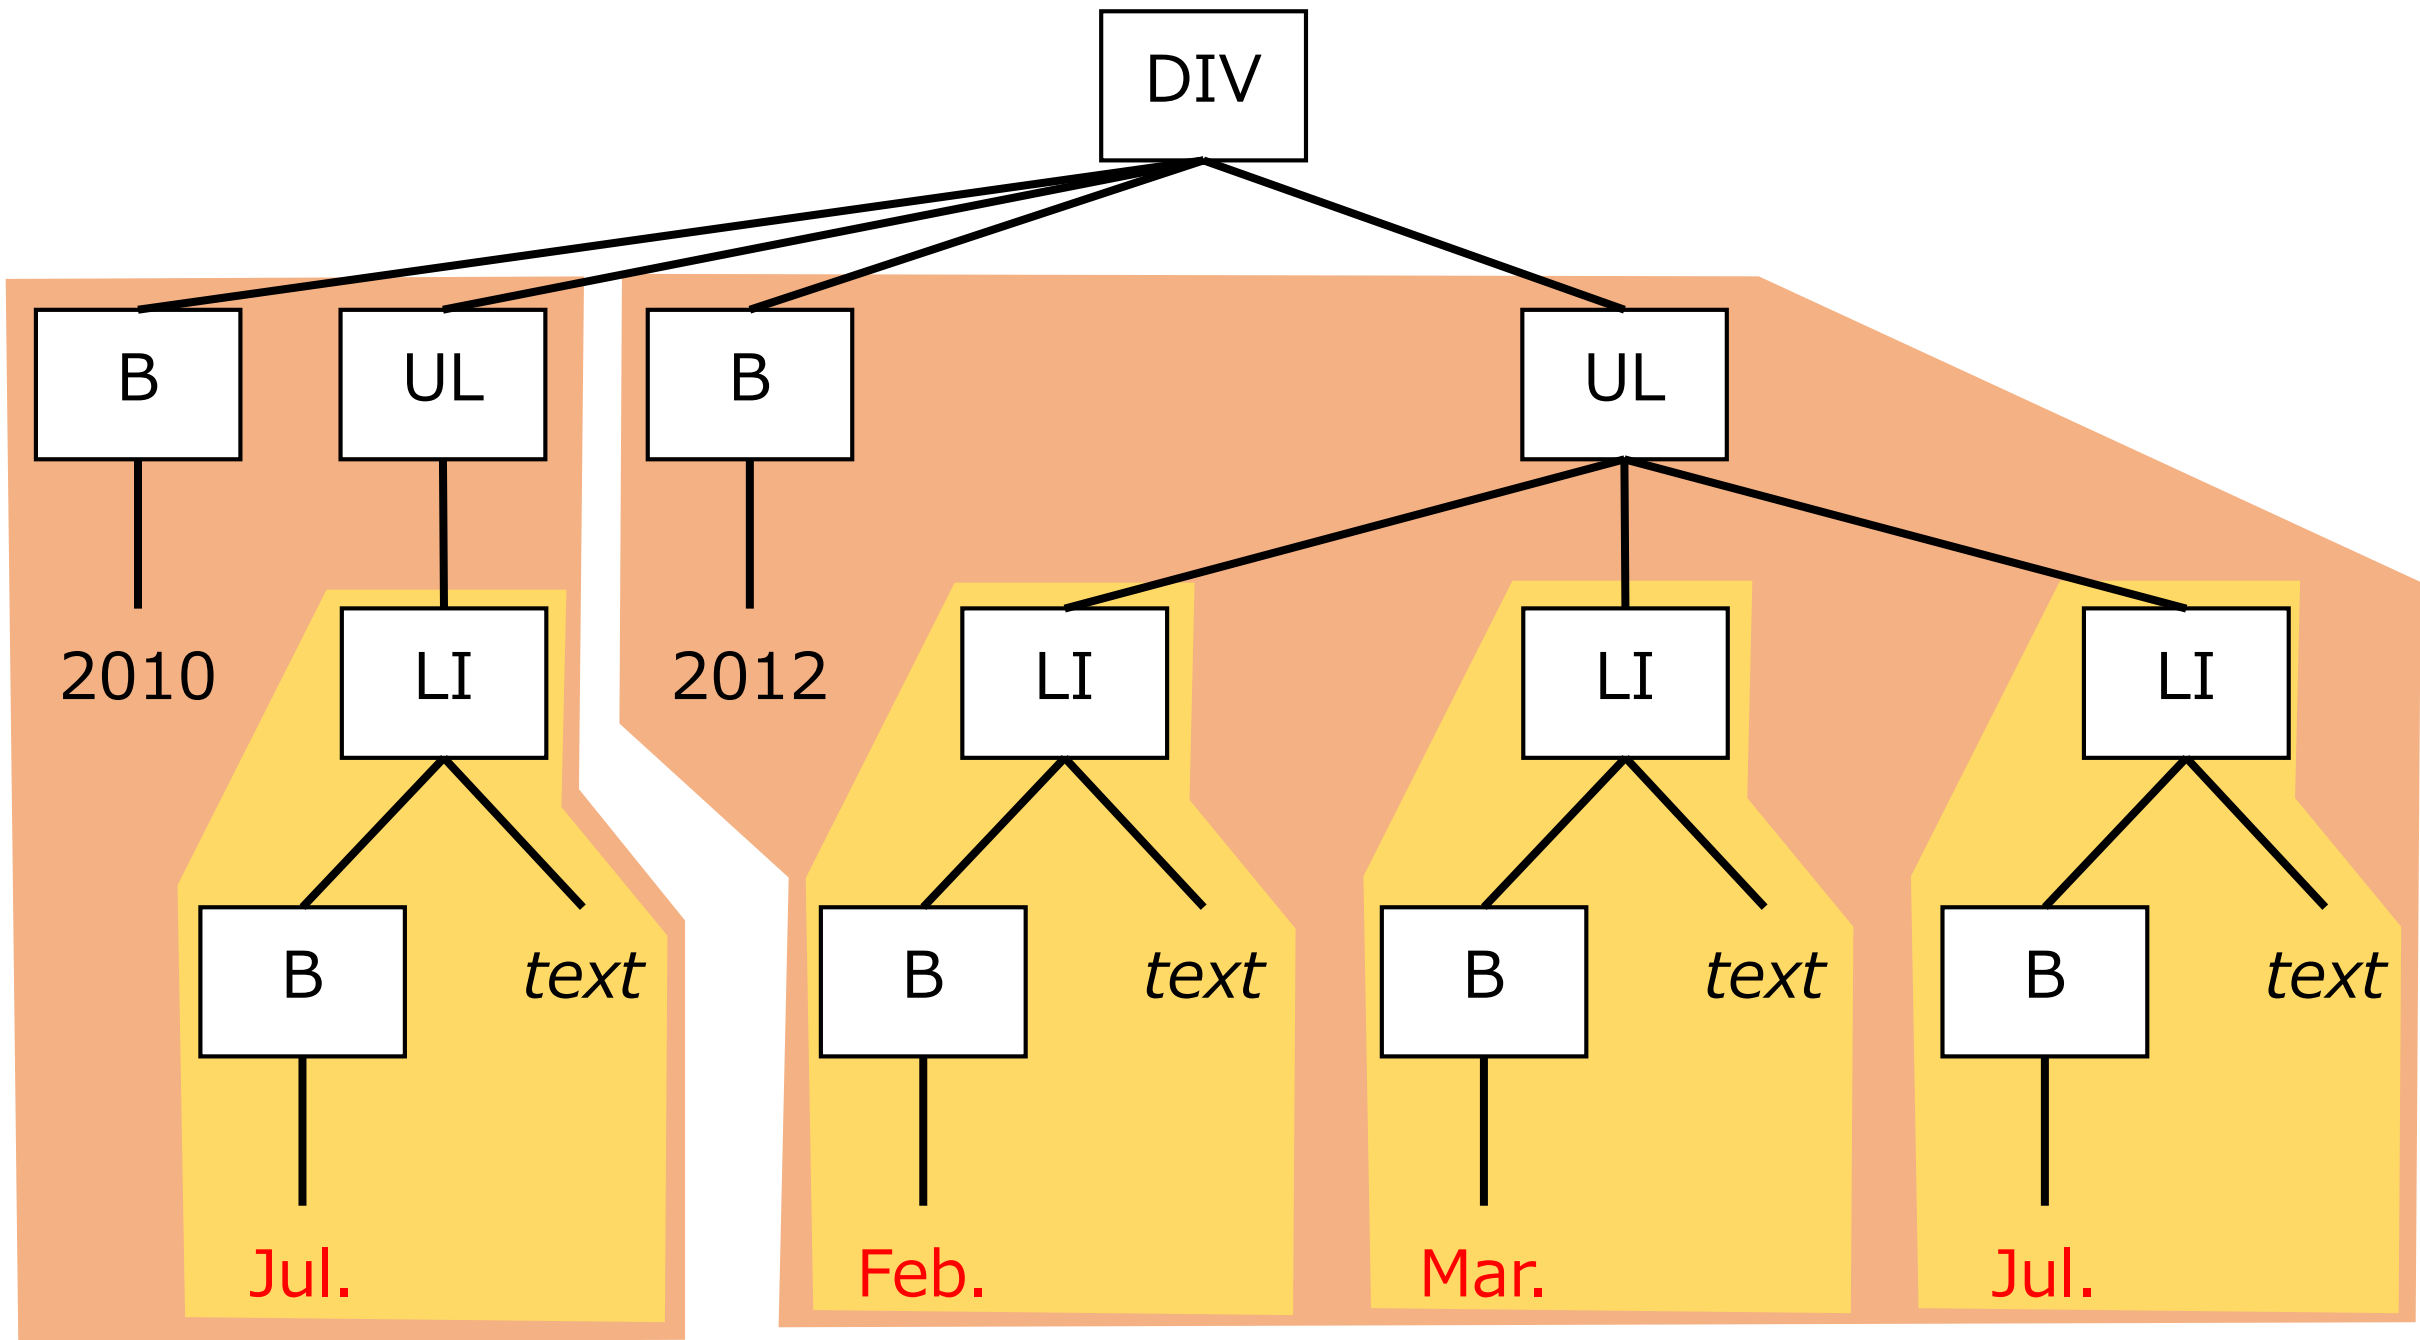 DIV
B UL B UL
2010 LI 2012 LI LI LI
B text B text B text B text
Jul. Feb. Mar. Jul.